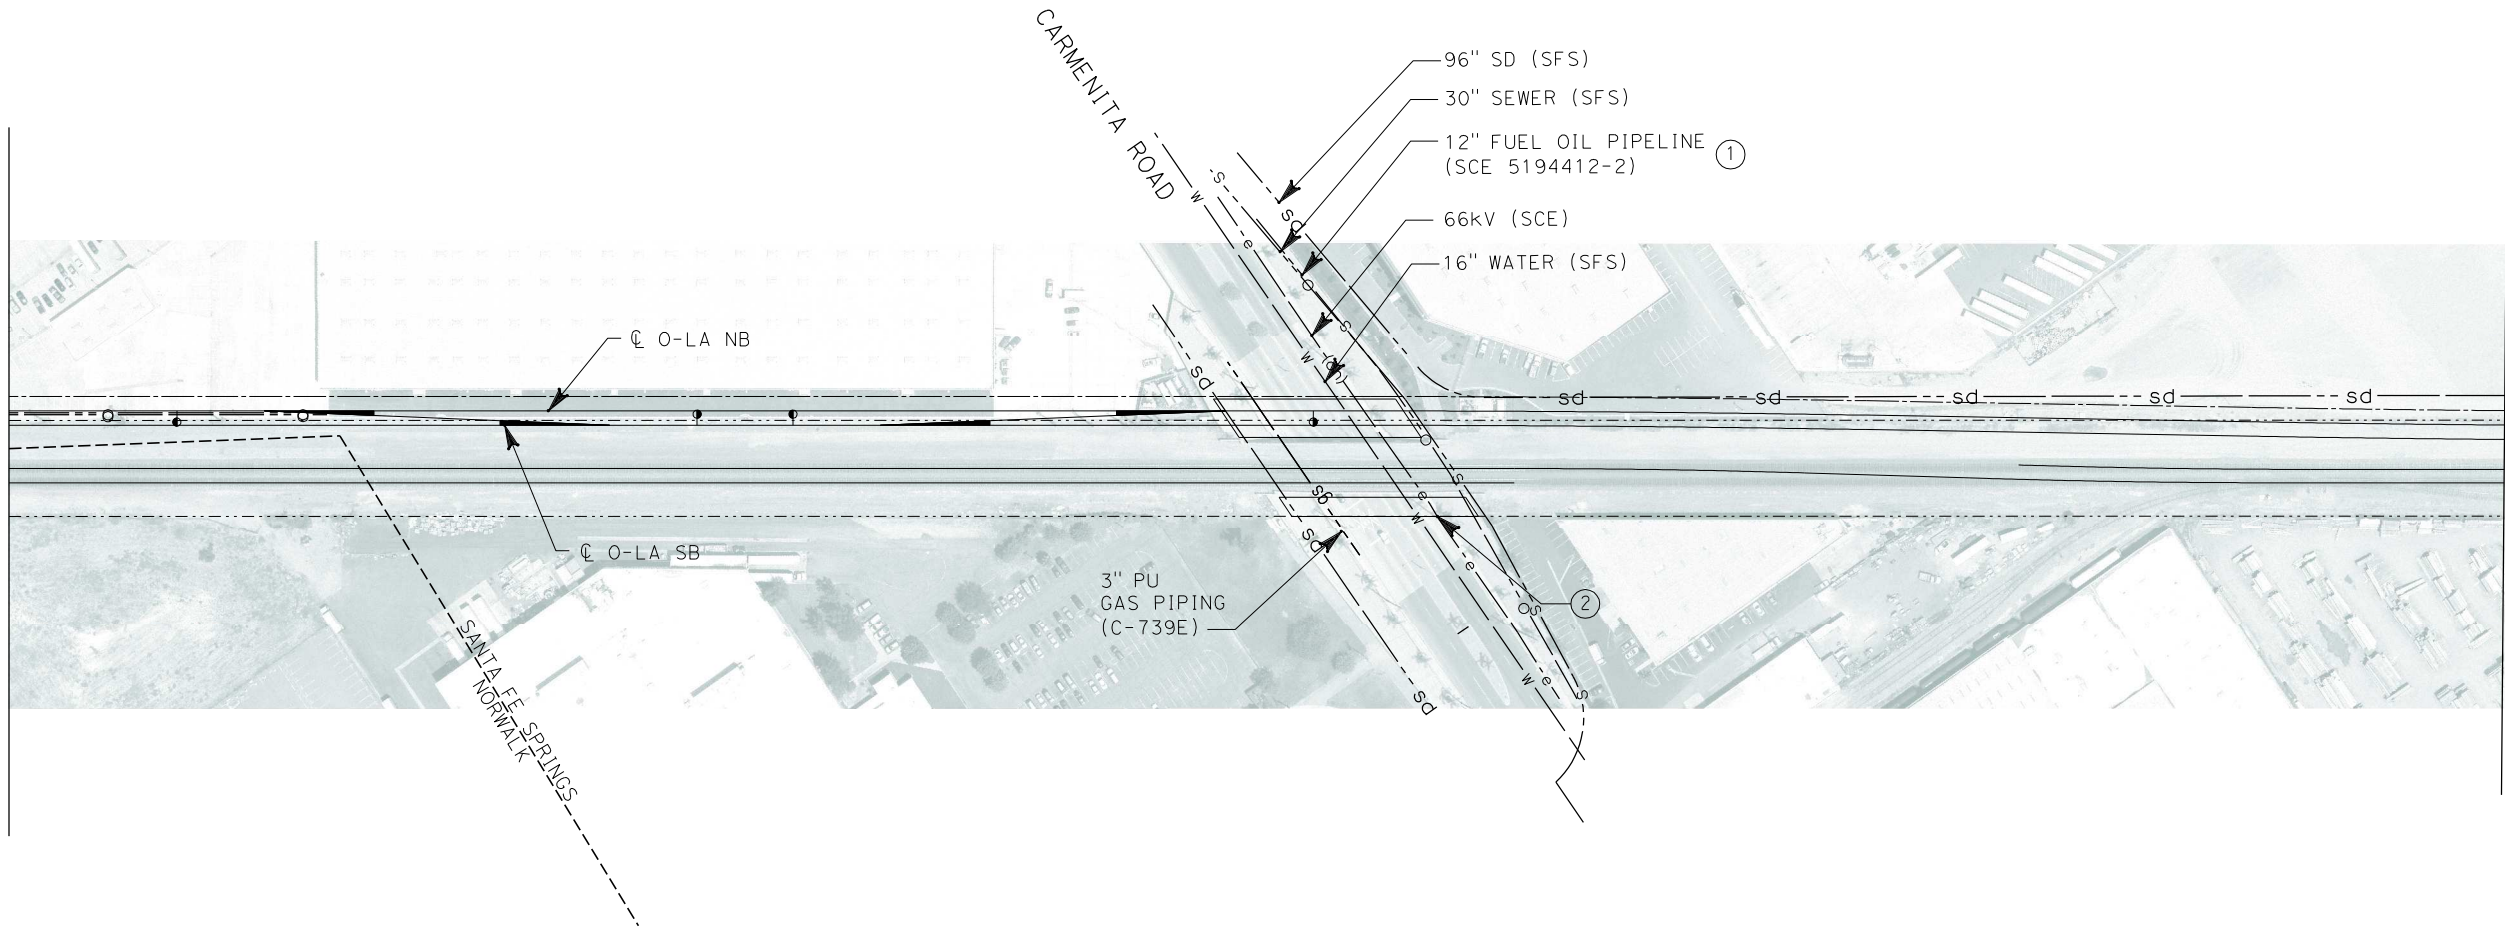 CARMENITA ROAD
96" SD (SFS)
30" SEWER (SFS)
12" FUEL OIL PIPELINE
(SCE 5194412-2)
1
66kV (SCE)
16" WATER (SFS)
w
s
sd
e
s
w
(oh)
sd
℄ O-LA NB
sd
sd
sd
sd
sd
s
sg
e
w
sd
℄ O-LA SB
3" PU
GAS PIPING
(C-739E)
e
2
s
w
e
s
sd
SANTA FE SPRINGS
NORWALK